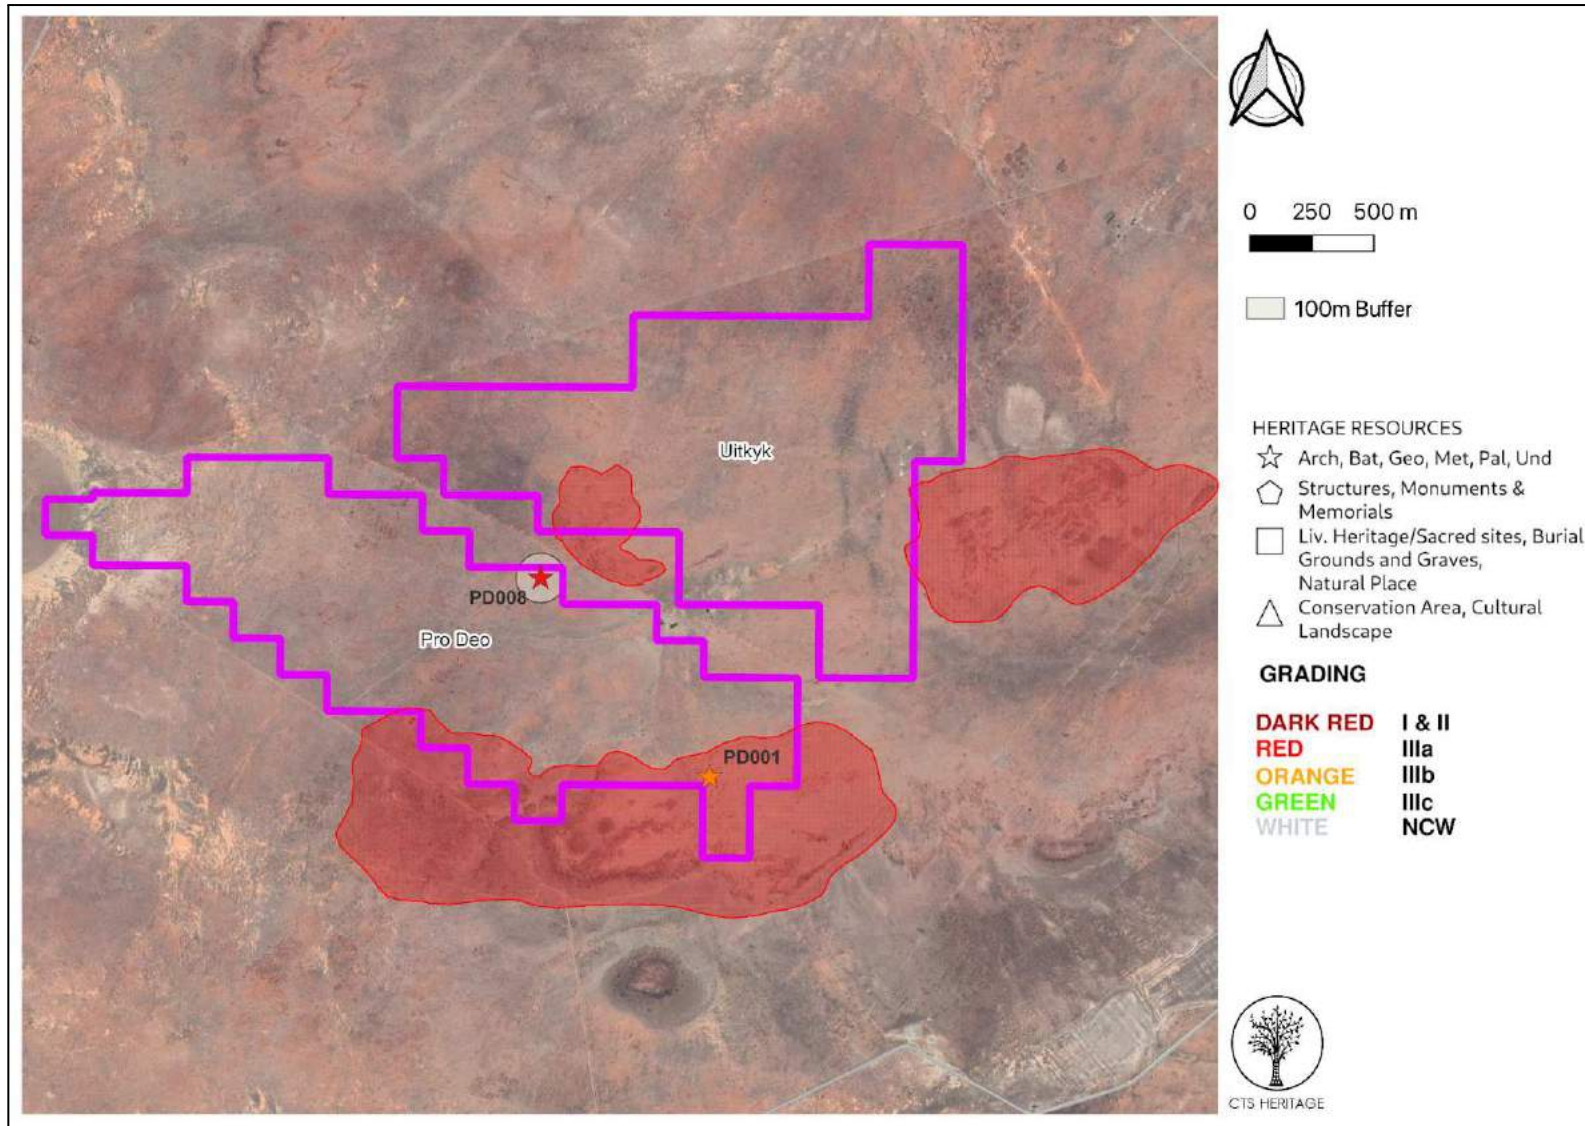 0 250 500 m
100m Buffer
Uitkyk
PD008
Pro Deo
PD001
HERITAGE RESOURCES
Arch, Bat, Geo, Met, Pal, Und
Structures, Monuments &
Memorials
Liv. Heritage/Sacred sites, Burial
Grounds and Graves,
Natural Place
Conservation Area, Cultural
Landscape
GRADING
DARK RED I & II
RED IIIa
ORANGE IIIb
GREEN IIIc
WHITE NCW
CTS HERITAGE